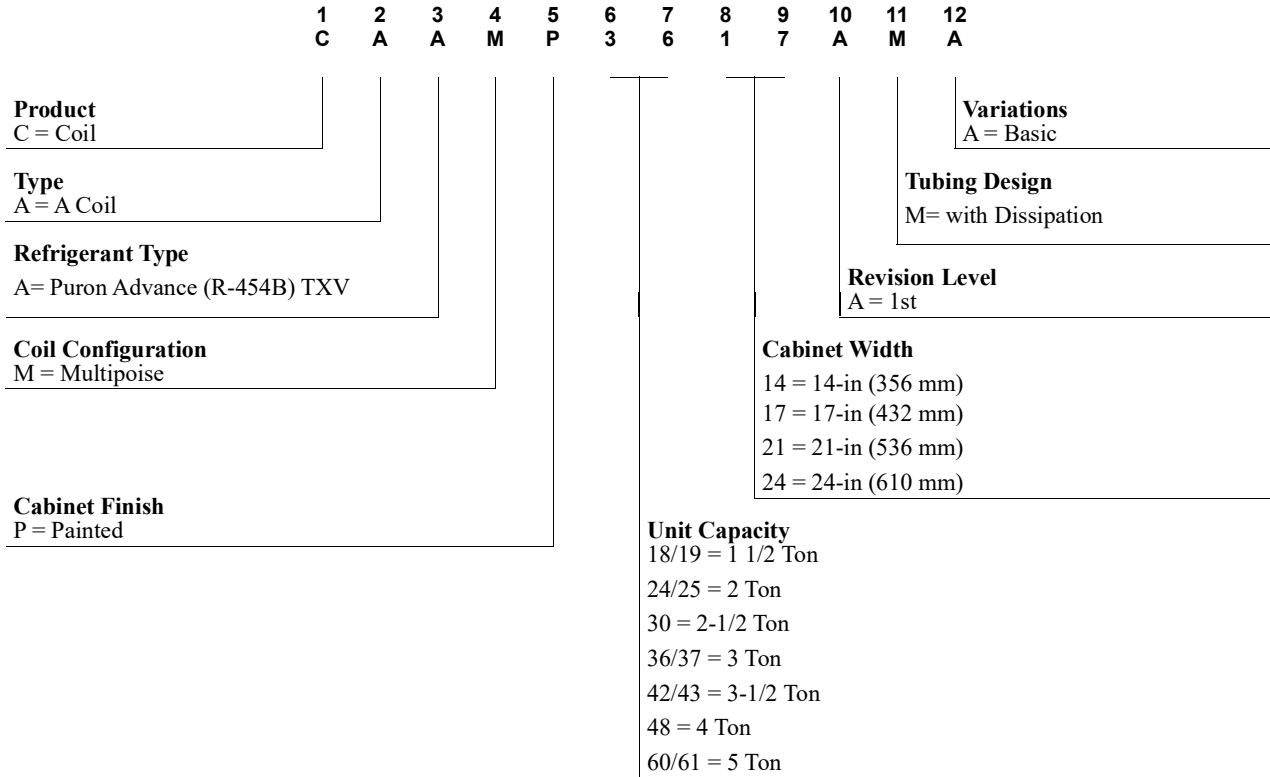 1 2 3 4 5 6 7 8 9 10 11 12
C A A M P 3 6 1 7 A M A
Product
C = Coil
Type
A = A Coil
Refrigerant Type
A= Puron Advance (R-454B) TXV
Coil Configuration
M = Multipoise
Cabinet Finish
P = Painted
Variations
A = Basic
Tubing Design
M= with Dissipation
Revision Level
A = 1st
Cabinet Width
14 = 14-in (356 mm)
17 = 17-in (432 mm)
21 = 21-in (536 mm)
24 = 24-in (610 mm)
Unit Capacity
18/19 = 1 1/2 Ton
24/25 = 2 Ton
30 = 2-1/2 Ton
36/37 = 3 Ton
42/43 = 3-1/2 Ton
48 = 4 Ton
60/61 = 5 Ton